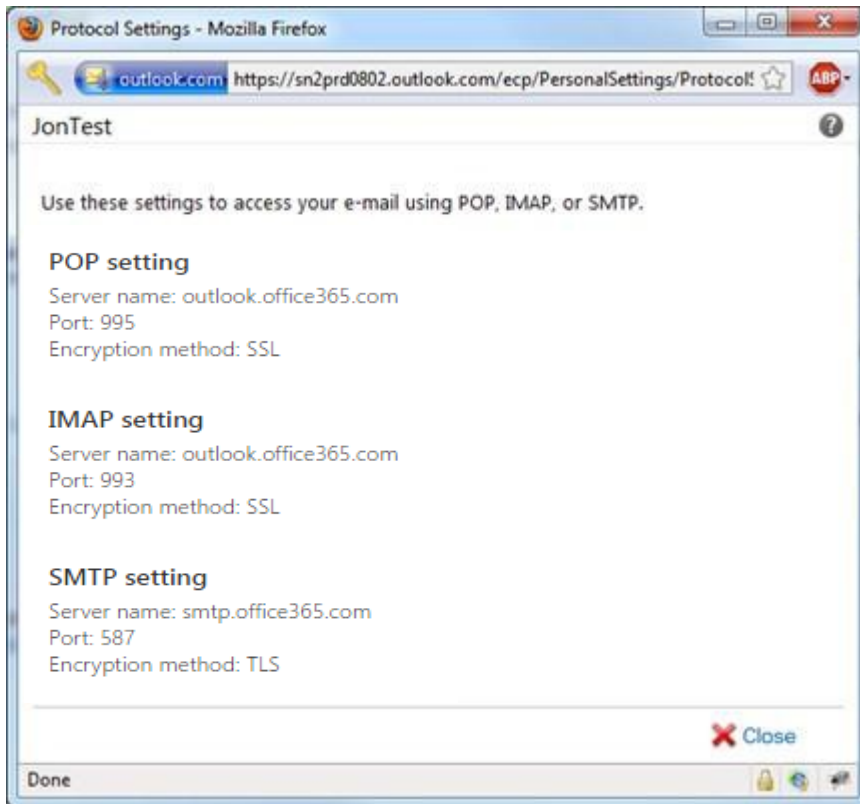 Protocol Settings - Mozilla Firefox
outlook.com https://sn2prd0802.outlook.com/ecp/PersonalSettings/Protocol
ABP
JonTest
?
Use these settings to access your e-mail using POP, IMAP, or SMTP.
POP setting
Server name: outlook.office365.com
Port: 995
Encryption method: SSL
IMAP setting
Server name: outlook.office365.com
Port: 993
Encryption method: SSL
SMTP setting
Server name: smtp.office365.com
Port: 587
Encryption method: TLS
Close
Done